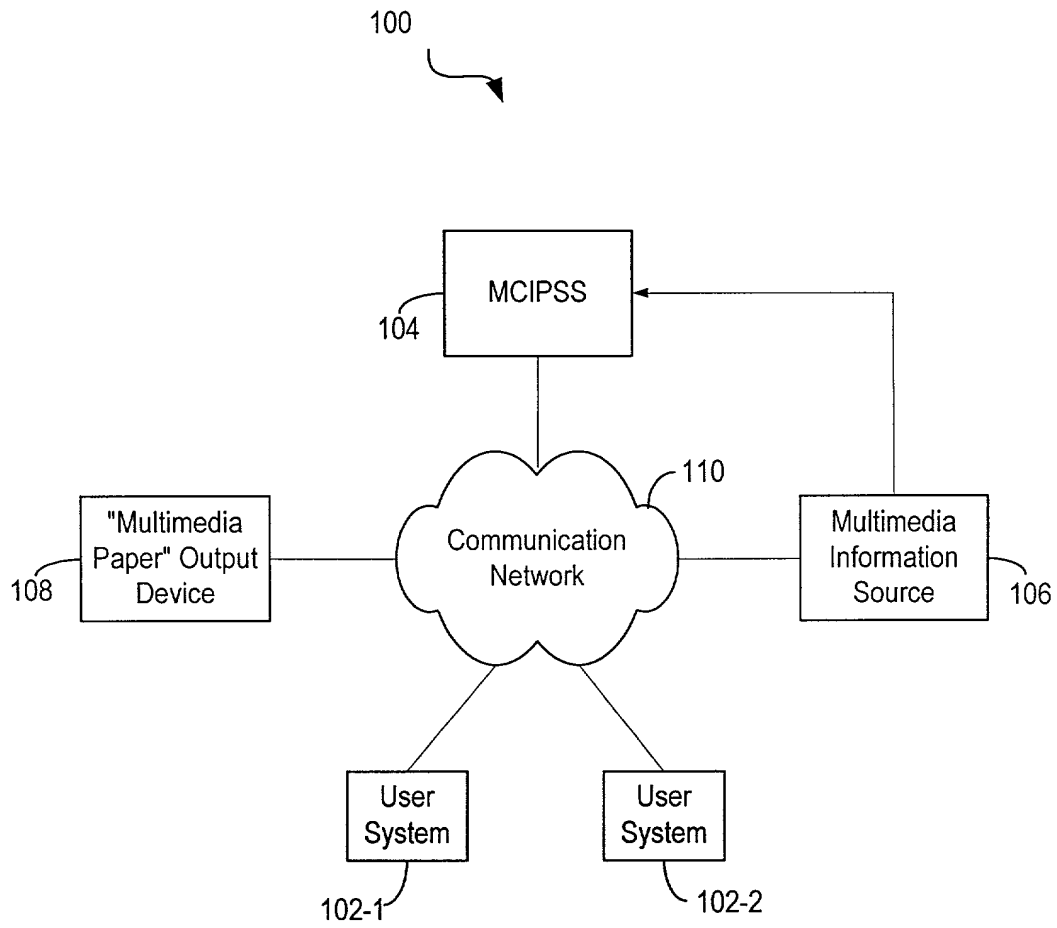 100
MCIPSS
104
110
"Multimedia
Paper" Output
Device
108
Communication
Network
Multimedia
Information
Source
106
User
System
102-1
User
System
102-2